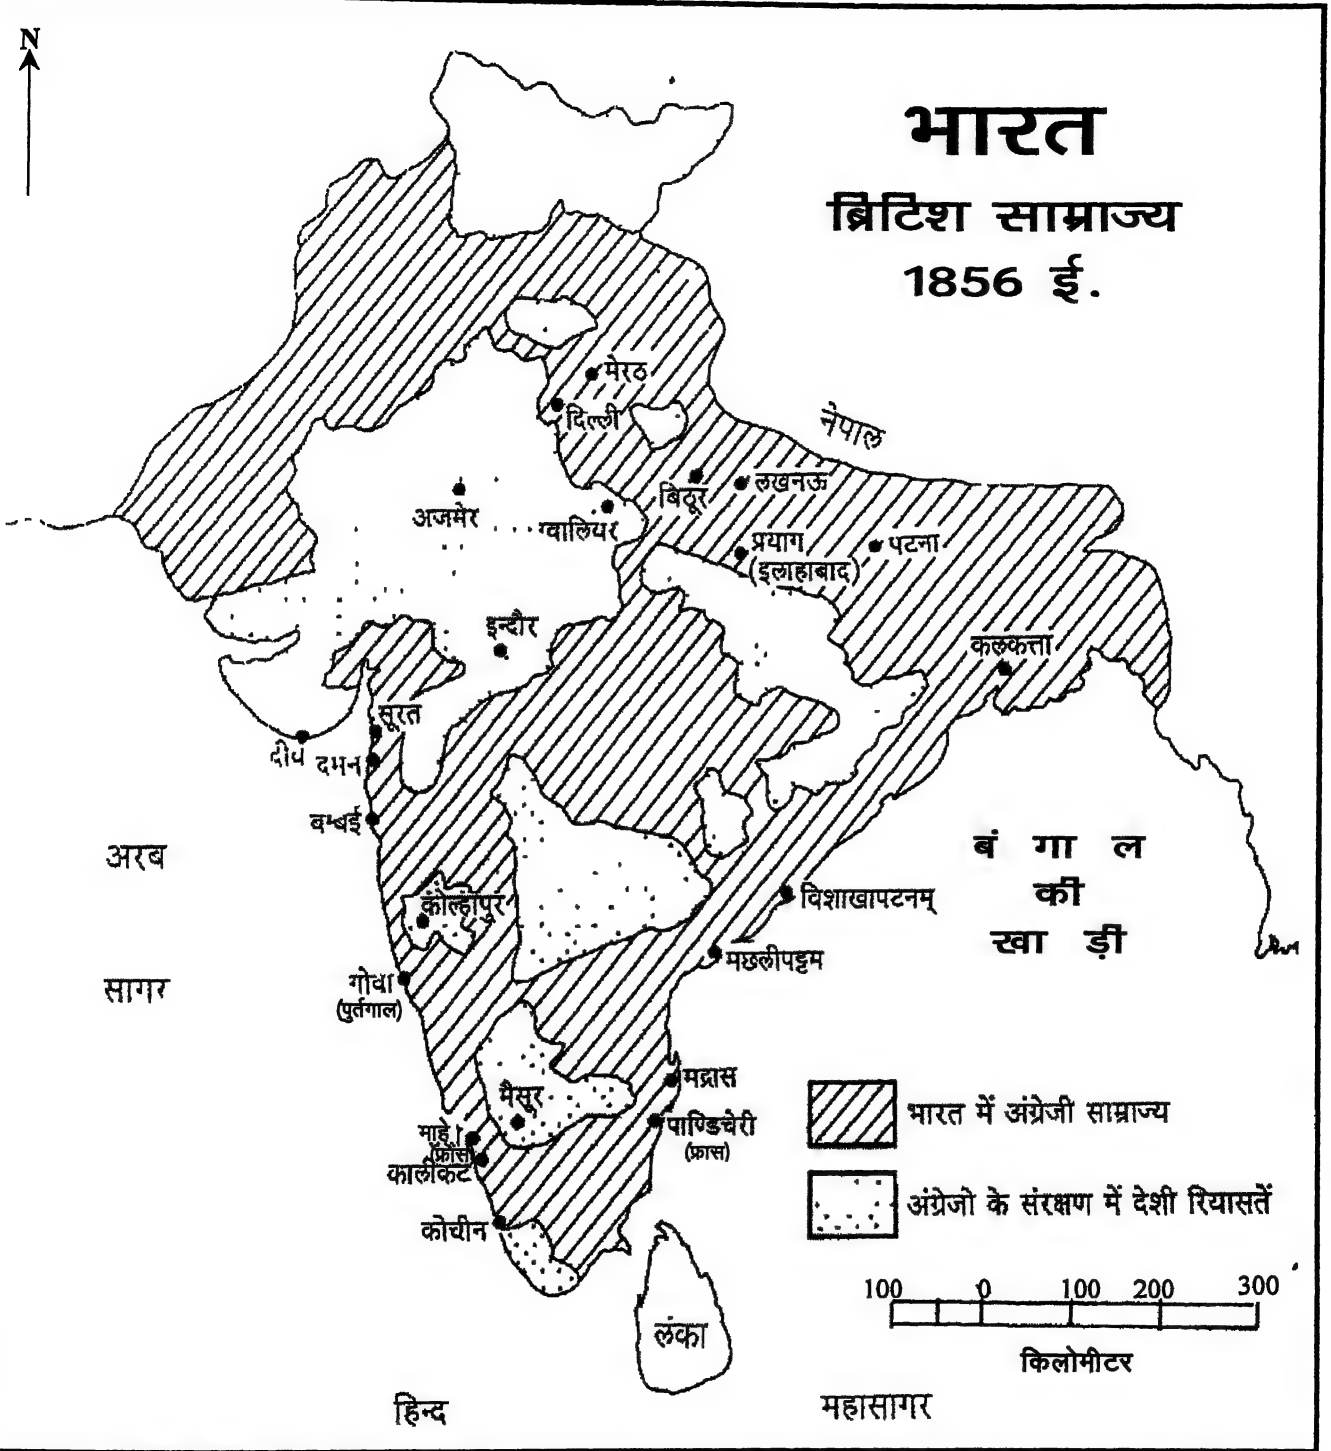 N
भारत
ब्रिटिश साम्राज्य
1856 ई.
मेरठ
दिल्ली
नेपाल
बिठूर
लखनऊ
अजमेर
ग्वालियर
प्रयाग
(इलाहाबाद)
पटना
इन्दौर
कलकत्ता
सूरत
दीव
दमन
बम्बई
अरब
सागर
बंगाल
की
खाड़ी
कोल्हापुर
विशाखापटनम्
मछलीपट्टम
गोवा
(पुर्तगाल)
मैसूर
मद्रास
पाण्डिचेरी
(फ्रास)
माहे
(फ्रांस)
कालीकट
कोचीन
भारत में अंग्रेजी साम्राज्य
अंग्रेजो के संरक्षण में देशी रियासतें
100 0 100 200 300
किलोमीटर
लंका
हिन्द महासागर